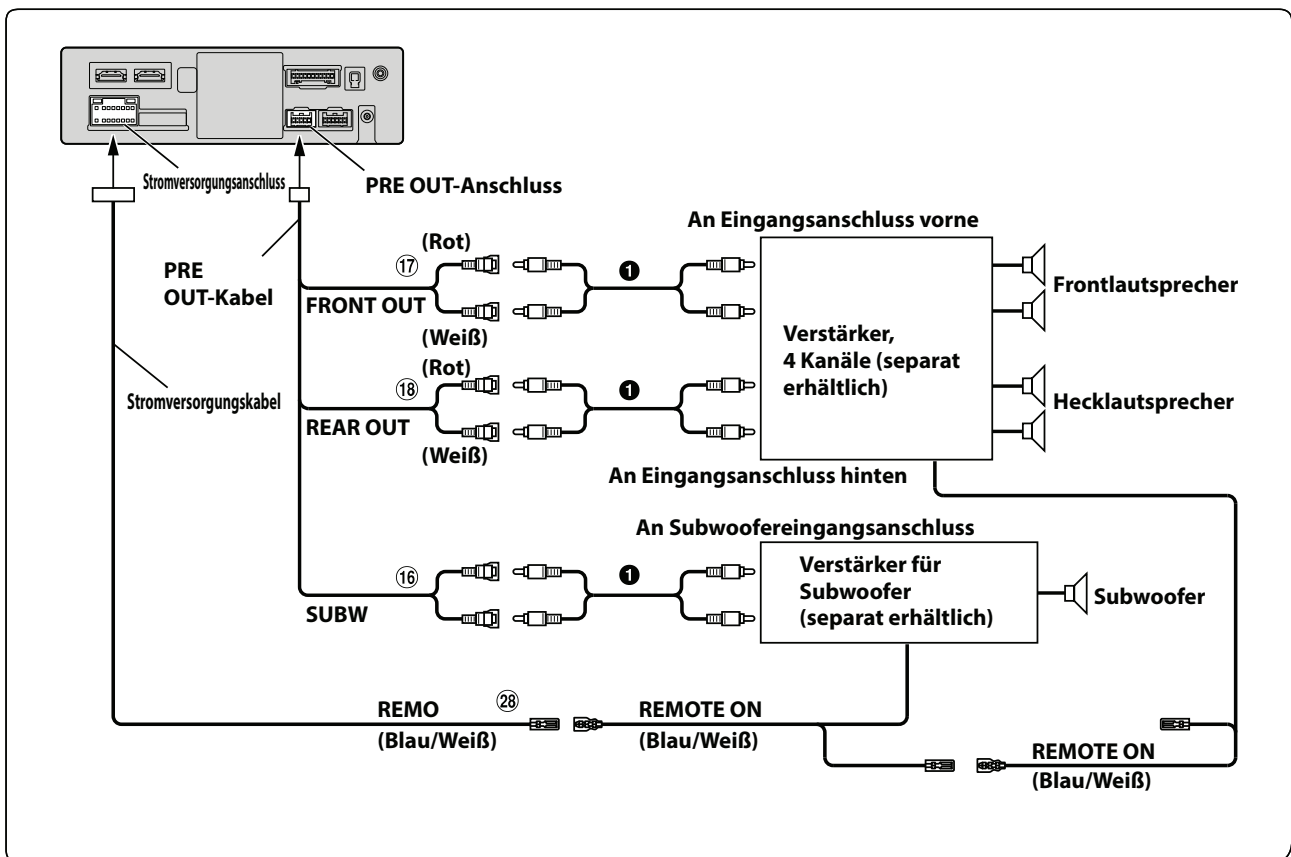 Stromversorgungsanschluss
PRE OUT-Anschluss
An Eingangsanschluss vorne
PRE
OUT-Kabel
(Rot)
⑰
❶
FRONT OUT
(Weiß)
Verstärker,
4 Kanäle (separat
erhältlich)
Frontlautsprecher
Stromversorgungskabel
(Rot)
⑱
❶
REAR OUT
(Weiß)
Hecklautsprecher
An Eingangsanschluss hinten
An Subwoofereingangsanschluss
⑯
❶
SUBW
Verstärker für
Subwoofer
(separat erhältlich)
Subwoofer
REMO
㉘
(Blau/Weiß)
REMOTE ON
(Blau/Weiß)
REMOTE ON
(Blau/Weiß)